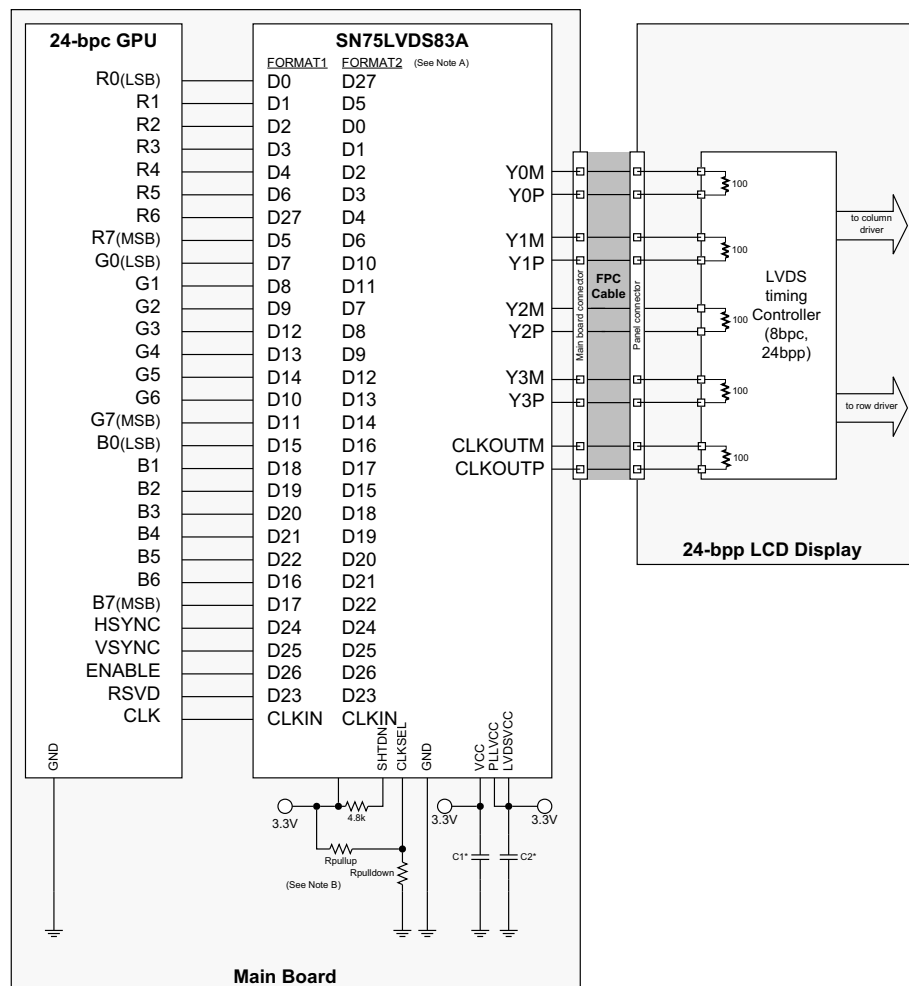 24-bpc GPU
SN75LVDS83A
FORMAT1 FORMAT2 (See Note A)
R0(LSB) D0 D27
R1 D1 D5
R2 D2 D0
R3 D3 D1
R4 D4 D2
R5 D6 D3
R6 D27 D4
R7(MSB) D5 D6
G0(LSB) D7 D10
G1 D8 D11
G2 D9 D7
G3 D12 D8
G4 D13 D9
G5 D14 D12
G6 D10 D13
G7(MSB) D11 D14
B0(LSB) D15 D16
B1 D18 D17
B2 D19 D15
B3 D20 D18
B4 D21 D19
B5 D22 D20
B6 D16 D21
B7(MSB) D17 D22
HSYNC D24 D24
VSYNC D25 D25
ENABLE D26 D26
RSVD D23 D23
CLK CLKIN CLKIN
Y0M
Y0P
Y1M
Y1P
Y2M
Y2P
Y3M
Y3P
CLKOUTM
CLKOUTP
Main board connector
FPC
Cable
Panel connector
100
100
100
100
100
LVDS
timing
Controller
(8bpc,
24bpp)
to column
driver
to row driver
24-bpp LCD Display
GND
SHTDN
CLKSEL
GND
VCC
PLLVCC
LVDSVCC
3.3V
4.8k
3.3V
3.3V
Rpullup
Rpulldown
C1*
C2*
(See Note B)
Main Board